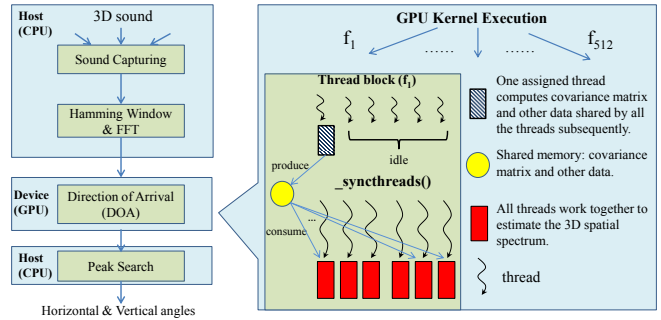 Host
(CPU)
3D sound
Sound Capturing
Hamming Window
& FFT
Device
(GPU)
Direction of Arrival
(DOA)
Host
(CPU)
Peak Search
Horizontal & Vertical angles
GPU Kernel Execution
f1
......
......
f512
Thread block (f1)
idle
produce
_syncthreads()
...
consume
One assigned thread
computes covariance matrix
and other data shared by all
the threads subsequently.
Shared memory: covariance
matrix and other data.
All threads work together to
estimate the 3D spatial
spectrum.
thread